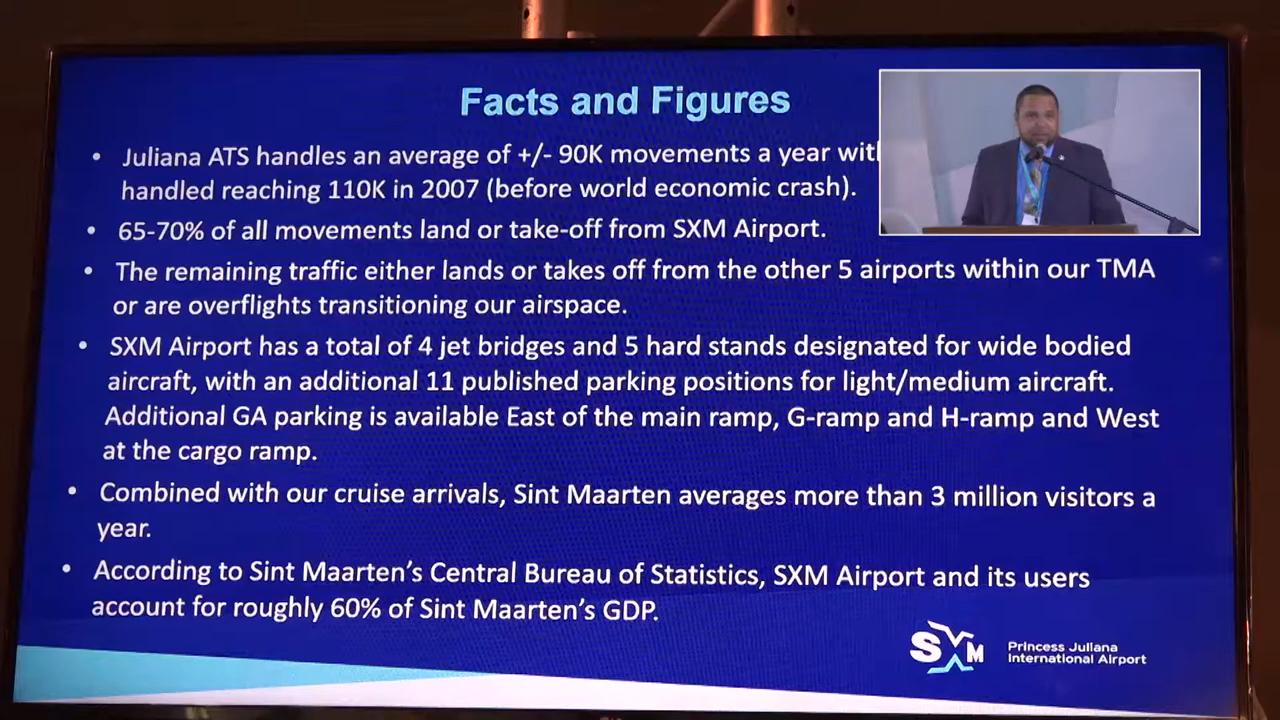 Facts and Figures
• Juliana ATS handles an average of +/- 90K movements a year with
handled reaching 110K in 2007 (before world economic crash).
• 65-70% of all movements land or take-off from SXM Airport.
• The remaining traffic either lands or takes off from the other 5 airports within our TMA
or are overflights transitioning our airspace.
• SXM Airport has a total of 4 jet bridges and 5 hard stands designated for wide bodied
aircraft, with an additional 11 published parking positions for light/medium aircraft.
Additional GA parking is available East of the main ramp, G-ramp and H-ramp and West
at the cargo ramp.
• Combined with our cruise arrivals, Sint Maarten averages more than 3 million visitors a
year.
• According to Sint Maarten's Central Bureau of Statistics, SXM Airport and its users
account for roughly 60% of Sint Maarten's GDP.
SXM
Princess Juliana
International Airport